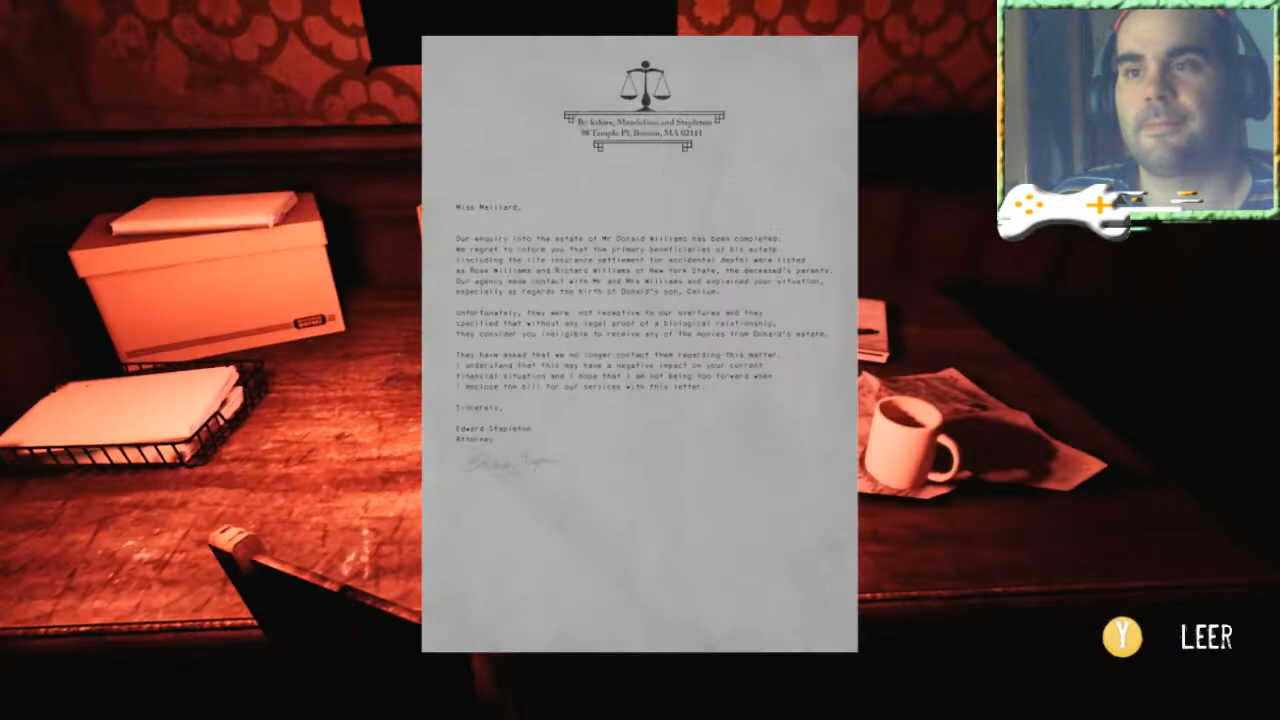 Mandelson and Stapleton
98 Temple Pl, Boston, MA 02111
Miss Mailiard,
Our enquiry into the estate of Mr Donald Williams has been completed.
We regret to inform you that the primary beneficiaries of his estate
(including the life insurance settlement for accidental death) were listed
as Rose Williams and Richard Williams of New York State, the deceased's parents.
Our agency made contact with Mr and Mrs Williams and explained your situation,
especially as regards the birth of Donald's son, Callum.
Unfortunately, they were not receptive to our overtures and they
specified that without any legal proof of a biological relationship,
They consider you ineligible to receive any of the monies from Donald's estate.
They have asked that we no longer contact them regarding this matter.
I understand that this may have a negative impact on your current
financial situation and I hope that I am not being too forward when
I enclose the bill for our services with this letter.
Sincerely,
Edward Stapleton
Attorney
Y LEER